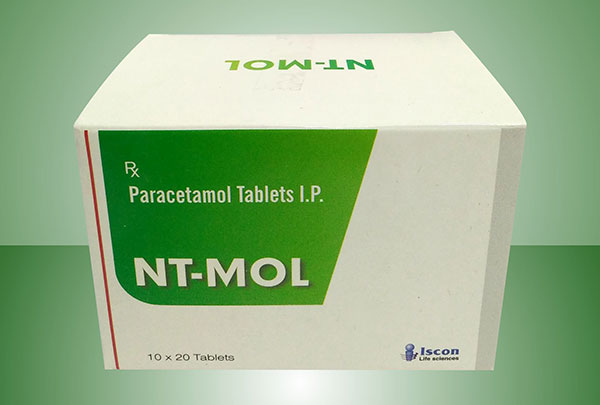 NT-MOL
Rx
Paracetamol Tablets I.P.
NT-MOL
10 x 20 Tablets
Iscon
Life sciences